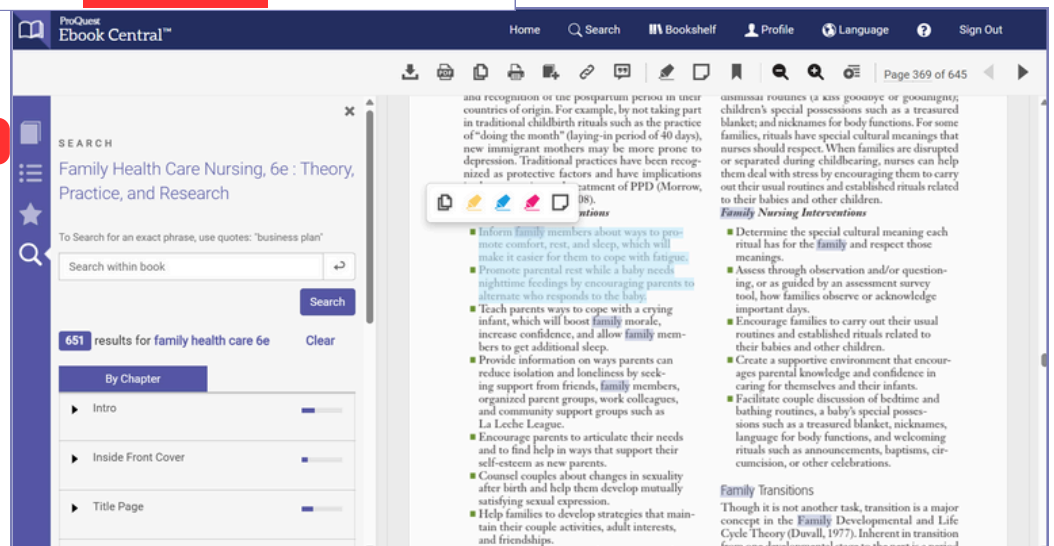 ProQuest
Ebook Central™
Home
Search
Bookshelf
Profile
Language
?
Sign Out
PDF
Page 369 of 645
SEARCH
Family Health Care Nursing, 6e : Theory,
Practice, and Research
To Search for an exact phrase, use quotes: "business plan"
Search within book
Search
651 results for family health care 6e
Clear
By Chapter
Intro
Inside Front Cover
Title Page
and recognition of the postpartum period in their
countries of origin. For example, by not taking part
in traditional childbirth rituals such as the practice
of "doing the month" (laying-in period of 40 days),
new immigrant mothers may be more prone to
depression. Traditional practices have been recog-
nized as protective factors and have implications
eatment of PPD (Morrow,
08).
ntions
Inform family members about ways to pro-
mote comfort, rest, and sleep, which will
make it easier for them to cope with fatigue.
Promote parental rest while a baby needs
nighttime feedings by encouraging parents to
alternate who responds to the baby.
Teach parents ways to cope with a crying
infant, which will boost family morale,
increase confidence, and allow family mem-
bers to get additional sleep.
Provide information on ways parents can
reduce isolation and loneliness by seek-
ing support from friends, family members,
organized parent groups, work colleagues,
and community support groups such as
La Leche League.
Encourage parents to articulate their needs
and to find help in ways that support their
self-esteem as new parents.
Counsel couples about changes in sexuality
after birth and help them develop mutually
satisfying sexual expression.
Help families to develop strategies that main-
tain their couple activities, adult interests,
and friendships.
dismissal routines (a kiss goodbye or goodnight);
children's special possessions such as a treasured
blanket; and nicknames for body functions. For some
families, rituals have special cultural meanings that
nurses should respect. When families are disrupted
or separated during childbearing, nurses can help
them deal with stress by encouraging them to carry
out their usual routines and established rituals related
to their babies and other children.
Family Nursing Interventions
Determine the special cultural meaning each
ritual has for the family and respect those
meanings.
Assess through observation and/or question-
ing, or as guided by an assessment survey
tool, how families observe or acknowledge
important days.
Encourage families to carry out their usual
routines and established rituals related to
their babies and other children.
Create a supportive environment that encour-
ages parental knowledge and confidence in
caring for themselves and their infants.
Facilitate couple discussion of bedtime and
bathing routines, a baby's special posses-
sions such as a treasured blanket, nicknames,
language for body functions, and welcoming
rituals such as announcements, baptisms, cir-
cumcision, or other celebrations.
Family Transitions
Though it is not another task, transition is a major
concept in the Family Developmental and Life
Cycle Theory (Duvall, 1977). Inherent in transition